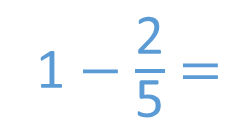 1 − 2/5 =